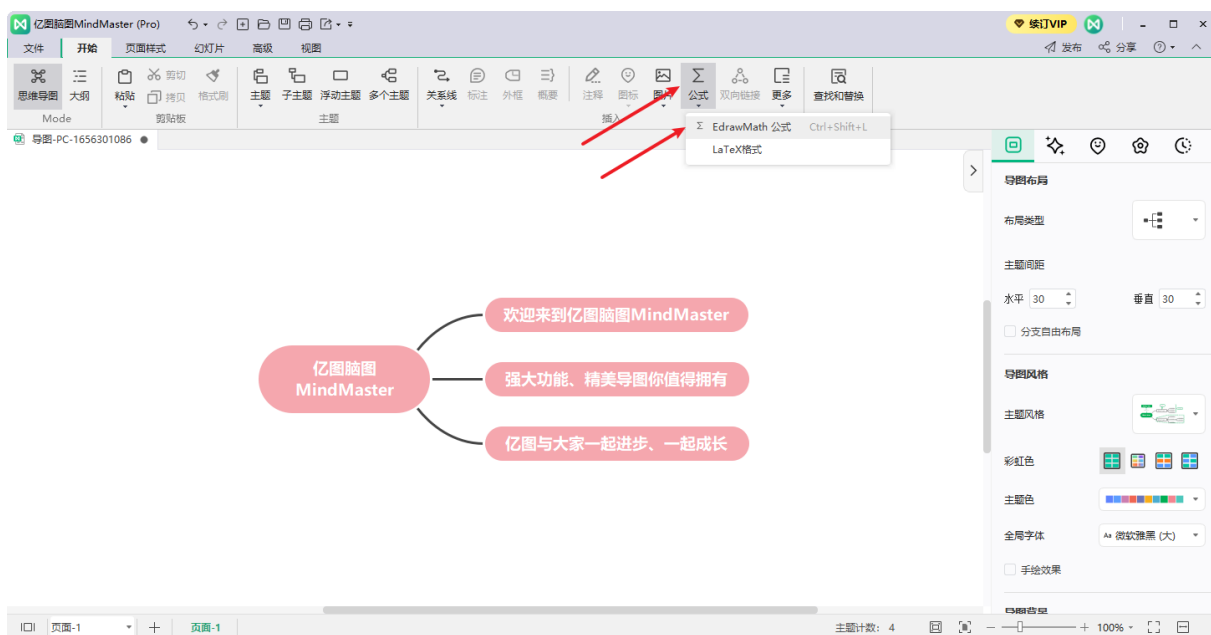 亿图脑图MindMaster (Pro)
续订VIP
文件 开始 页面样式 幻灯片 高级 视图
发布 分享
思维导图 大纲 粘贴 剪切 拷贝 格式刷 主题 子主题 浮动主题 多个主题 关系线 标注 外框 概要 注释 图标 图片 公式 双向链接 更多 查找和替换
Mode 剪贴板 主题 插入
导图-PC-1656301086
EdrawMath 公式 Ctrl+Shift+L
LaTeX格式
欢迎来到亿图脑图MindMaster
亿图脑图
MindMaster
强大功能、精美导图你值得拥有
亿图与大家一起进步、一起成长
导图布局
布局类型
主题间距
水平 30 垂直 30
分支自由布局
导图风格
主题风格
彩虹色
主题色
全局字体 Aa 微软雅黑 (大)
手绘效果
导图背景
页面-1 页面-1 主题计数: 4 100%